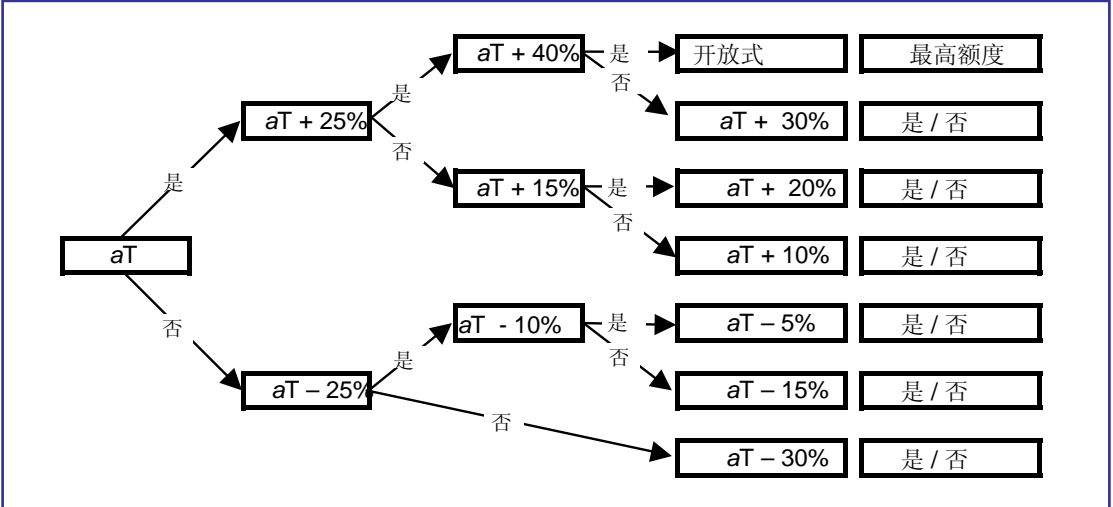 aT + 40% 是 开放式 最高额度
否
是
aT + 25% aT + 30% 是 / 否
否
是 aT + 15% 是 aT + 20% 是 / 否
否
aT aT + 10% 是 / 否
否 aT - 10% 是 aT – 5% 是 / 否
是 否
aT – 25% aT – 15% 是 / 否
否
aT – 30% 是 / 否